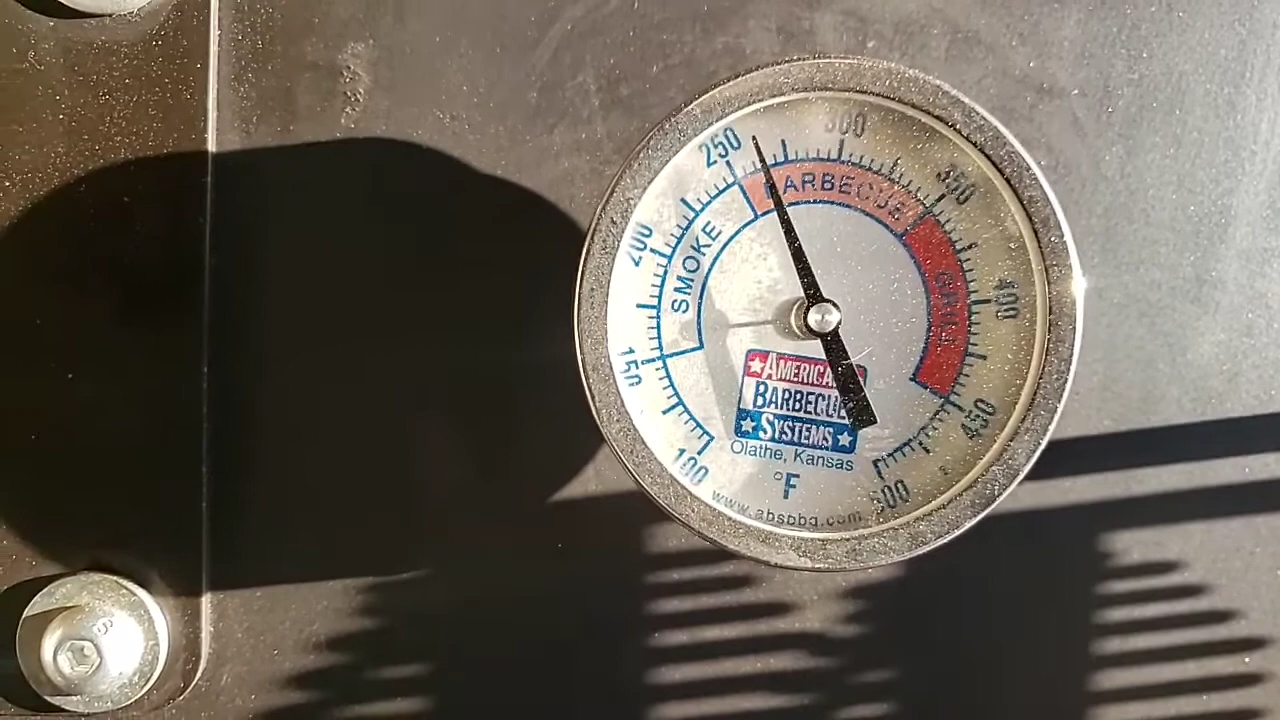 100
150
200
250
300
350
400
450
500
SMOKE
BARBECUE
GRILL
AMERICAN
BARBECUE
SYSTEMS
Olathe, Kansas
°F
www.absbbq.com
S